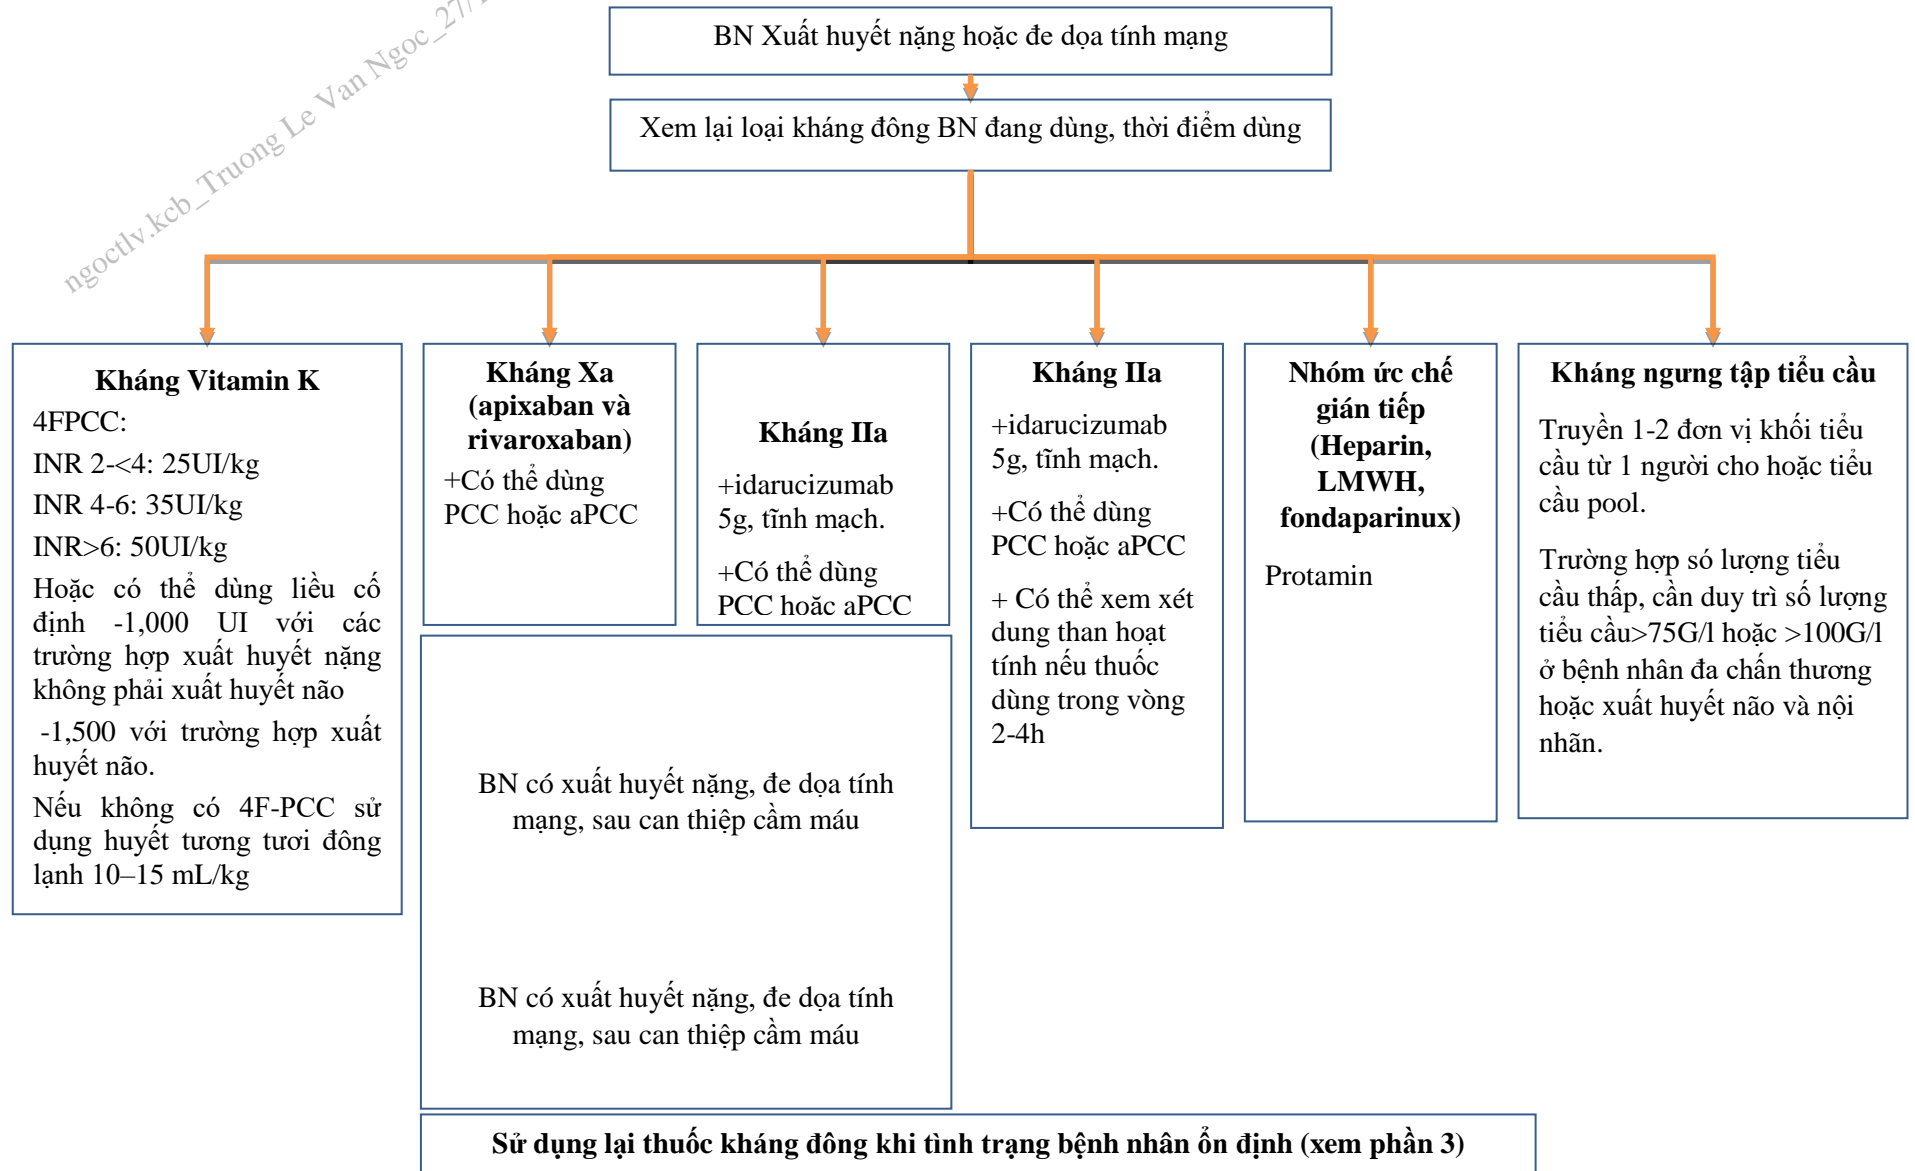 ngoctlv.kcb_Truong Le Van Ngoc_27/
BN Xuất huyết nặng hoặc đe dọa tính mạng
Xem lại loại kháng đông BN đang dùng, thời điểm dùng
Kháng Vitamin K
4FPCC:
INR 2-<4: 25UI/kg
INR 4-6: 35UI/kg
INR>6: 50UI/kg
Hoặc có thể dùng liều cố
định -1,000 UI với các
trường hợp xuất huyết nặng
không phải xuất huyết não
-1,500 với trường hợp xuất
huyết não.
Nếu không có 4F-PCC sử
dụng huyết tương tươi đông
lạnh 10–15 mL/kg
Kháng Xa
(apixaban và
rivaroxaban)
+Có thể dùng
PCC hoặc aPCC
Kháng IIa
+idarucizumab
5g, tĩnh mạch.
+Có thể dùng
PCC hoặc aPCC
Kháng IIa
+idarucizumab
5g, tĩnh mạch.
+Có thể dùng
PCC hoặc aPCC
+ Có thể xem xét
dung than hoạt
tính nếu thuốc
dùng trong vòng
2-4h
Nhóm ức chế
gián tiếp
(Heparin,
LMWH,
fondaparinux)
Protamin
Kháng ngưng tập tiểu cầu
Truyền 1-2 đơn vị khối tiểu
cầu từ 1 người cho hoặc tiểu
cầu pool.
Trường hợp só lượng tiểu
cầu thấp, cần duy trì số lượng
tiểu cầu>75G/l hoặc >100G/l
ở bệnh nhân đa chấn thương
hoặc xuất huyết não và nội
nhãn.
BN có xuất huyết nặng, đe dọa tính
mạng, sau can thiệp cầm máu
BN có xuất huyết nặng, đe dọa tính
mạng, sau can thiệp cầm máu
Sử dụng lại thuốc kháng đông khi tình trạng bệnh nhân ổn định (xem phần 3)